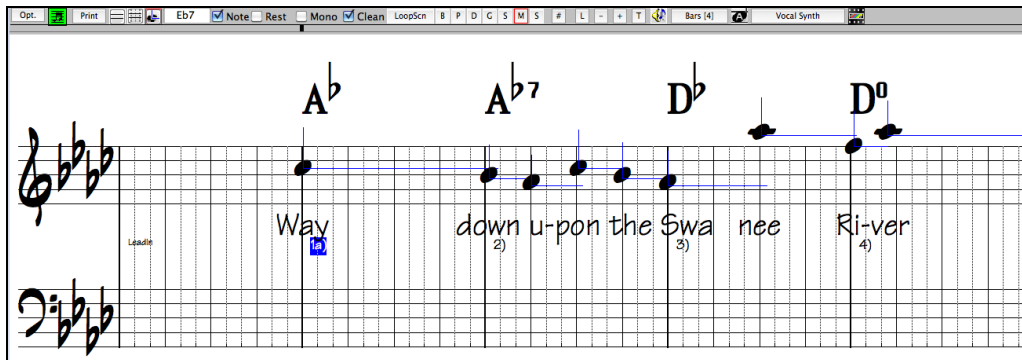 Opt. Print Eb7 Note Rest Mono Clean LoopScn B P D G S M S # L - + T Bars [4] A Vocal Synth
A♭ A♭7 D♭ D0
Way down u-pon the Swa nee Ri-ver
LeadIn 1a) 2) 3) 4)